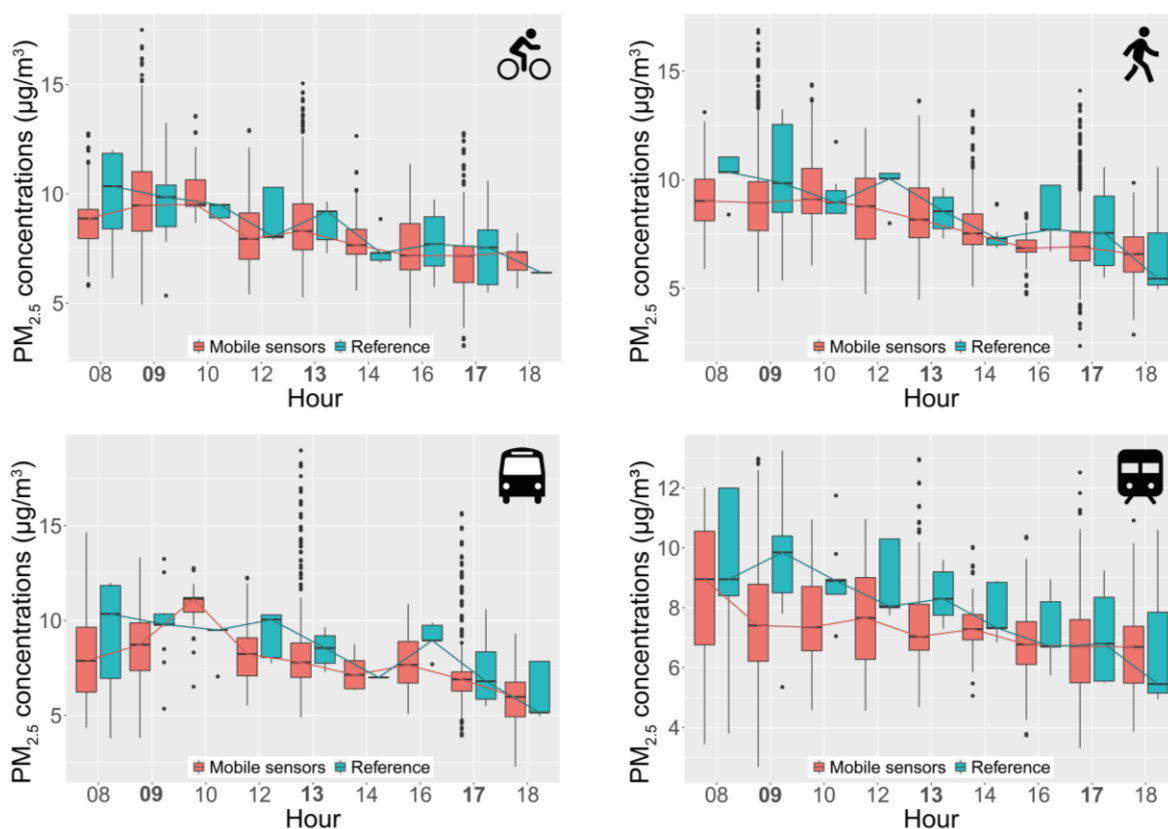 PM2.5 concentrations (µg/m³)
15
10
5
Mobile sensors Reference
08 09 10 12 13 14 16 17 18
Hour
PM2.5 concentrations (µg/m³)
15
10
5
Mobile sensors Reference
08 09 10 12 13 14 16 17 18
Hour
PM2.5 concentrations (µg/m³)
15
10
5
Mobile sensors Reference
08 09 10 12 13 14 16 17 18
Hour
PM2.5 concentrations (µg/m³)
12
10
8
6
4
Mobile sensors Reference
08 09 10 12 13 14 16 17 18
Hour